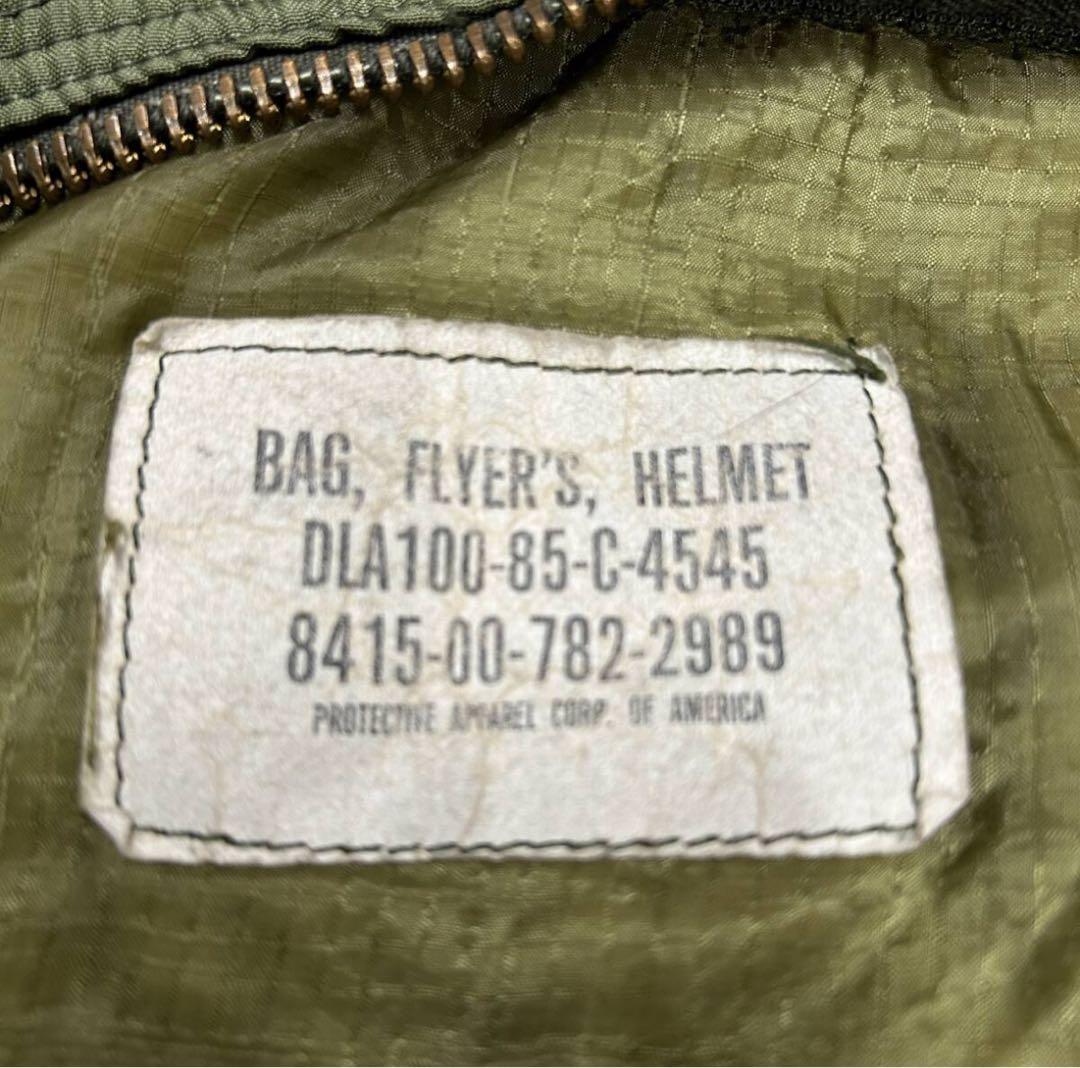 BAG, FLYER'S, HELMET
DLA100-85-C-4545
8415-00-782-2989
PROTECTIVE APPAREL CORP. OF AMERICA